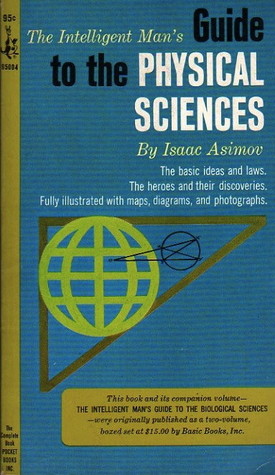 95¢
95004
The Intelligent Man's Guide
to the PHYSICAL
SCIENCES
By Isaac Asimov
The basic ideas and laws.
The heroes and their discoveries.
Fully illustrated with maps, diagrams, and photographs.
This book and its companion volume—
THE INTELLIGENT MAN'S GUIDE TO THE BIOLOGICAL SCIENCES
—were originally published as a two-volume,
boxed set at $15.00 by Basic Books, Inc.
The
Complete
Book
POCKET
BOOKS
INC.